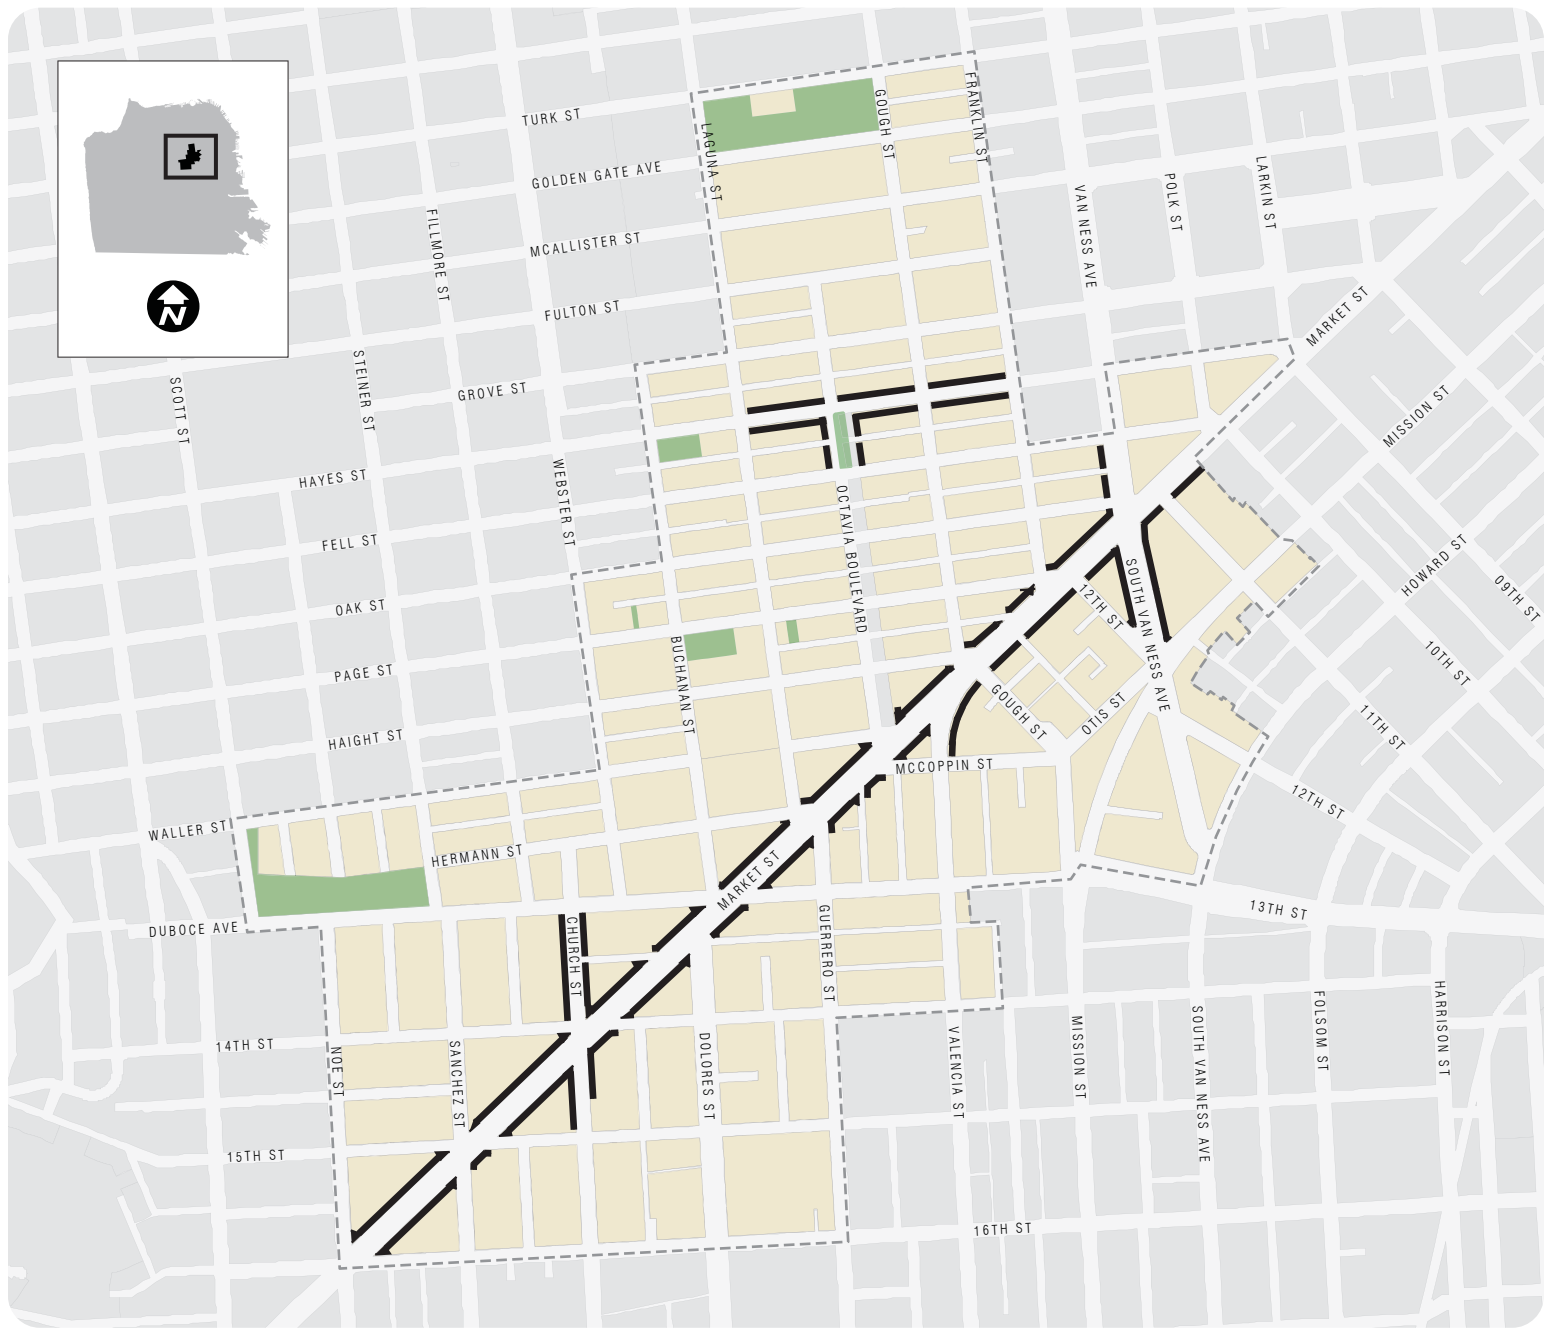 TURK ST
GOLDEN GATE AVE
MCALLISTER ST
FULTON ST
GROVE ST
HAYES ST
FELL ST
OAK ST
PAGE ST
HAIGHT ST
WALLER ST
HERMANN ST
DUBOCE AVE
14TH ST
15TH ST
16TH ST
N
SCOTT ST
STEINER ST
FILLMORE ST
WEBSTER ST
LAGUNA ST
GOUGH ST
FRANKLIN ST
VAN NESS AVE
POLK ST
LARKIN ST
MARKET ST
MISSION ST
HOWARD ST
09TH ST
10TH ST
11TH ST
12TH ST
OCTAVIA BOULEVARD
BUCHANAN ST
12TH ST
SOUTH VAN NESS AVE
GOUGH ST
OTIS ST
MCCOPPIN ST
MARKET ST
13TH ST
CHURCH ST
GUERRERO ST
NOE ST
SANCHEZ ST
DOLORES ST
VALENCIA ST
MISSION ST
SOUTH VAN NESS AVE
FOLSOM ST
HARRISON ST